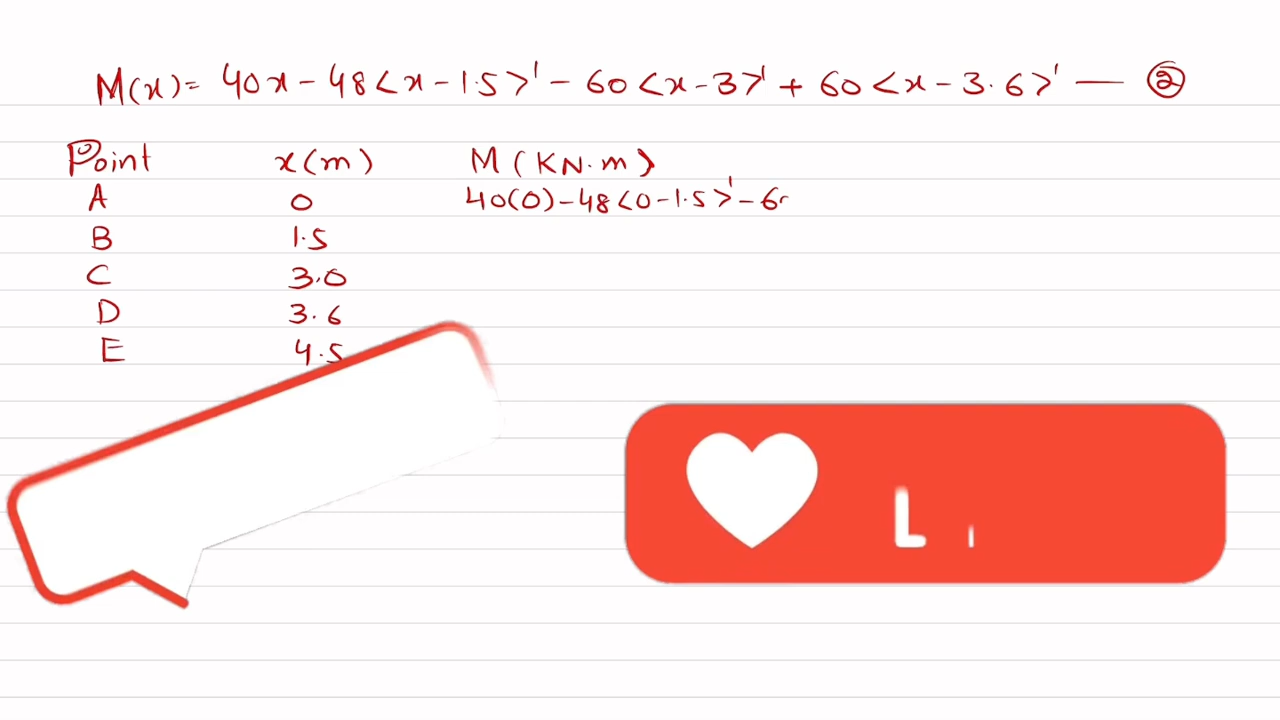 M(x)= 40x - 48<x - 1.5>¹ - 60<x-3>¹ + 60<x - 3.6>¹ — ②
Point x(m) M (KN.m)
A 0 40(0) - 48<0-1.5>¹ - 6
B 1.5
C 3.0
D 3.6
E 4.5
L